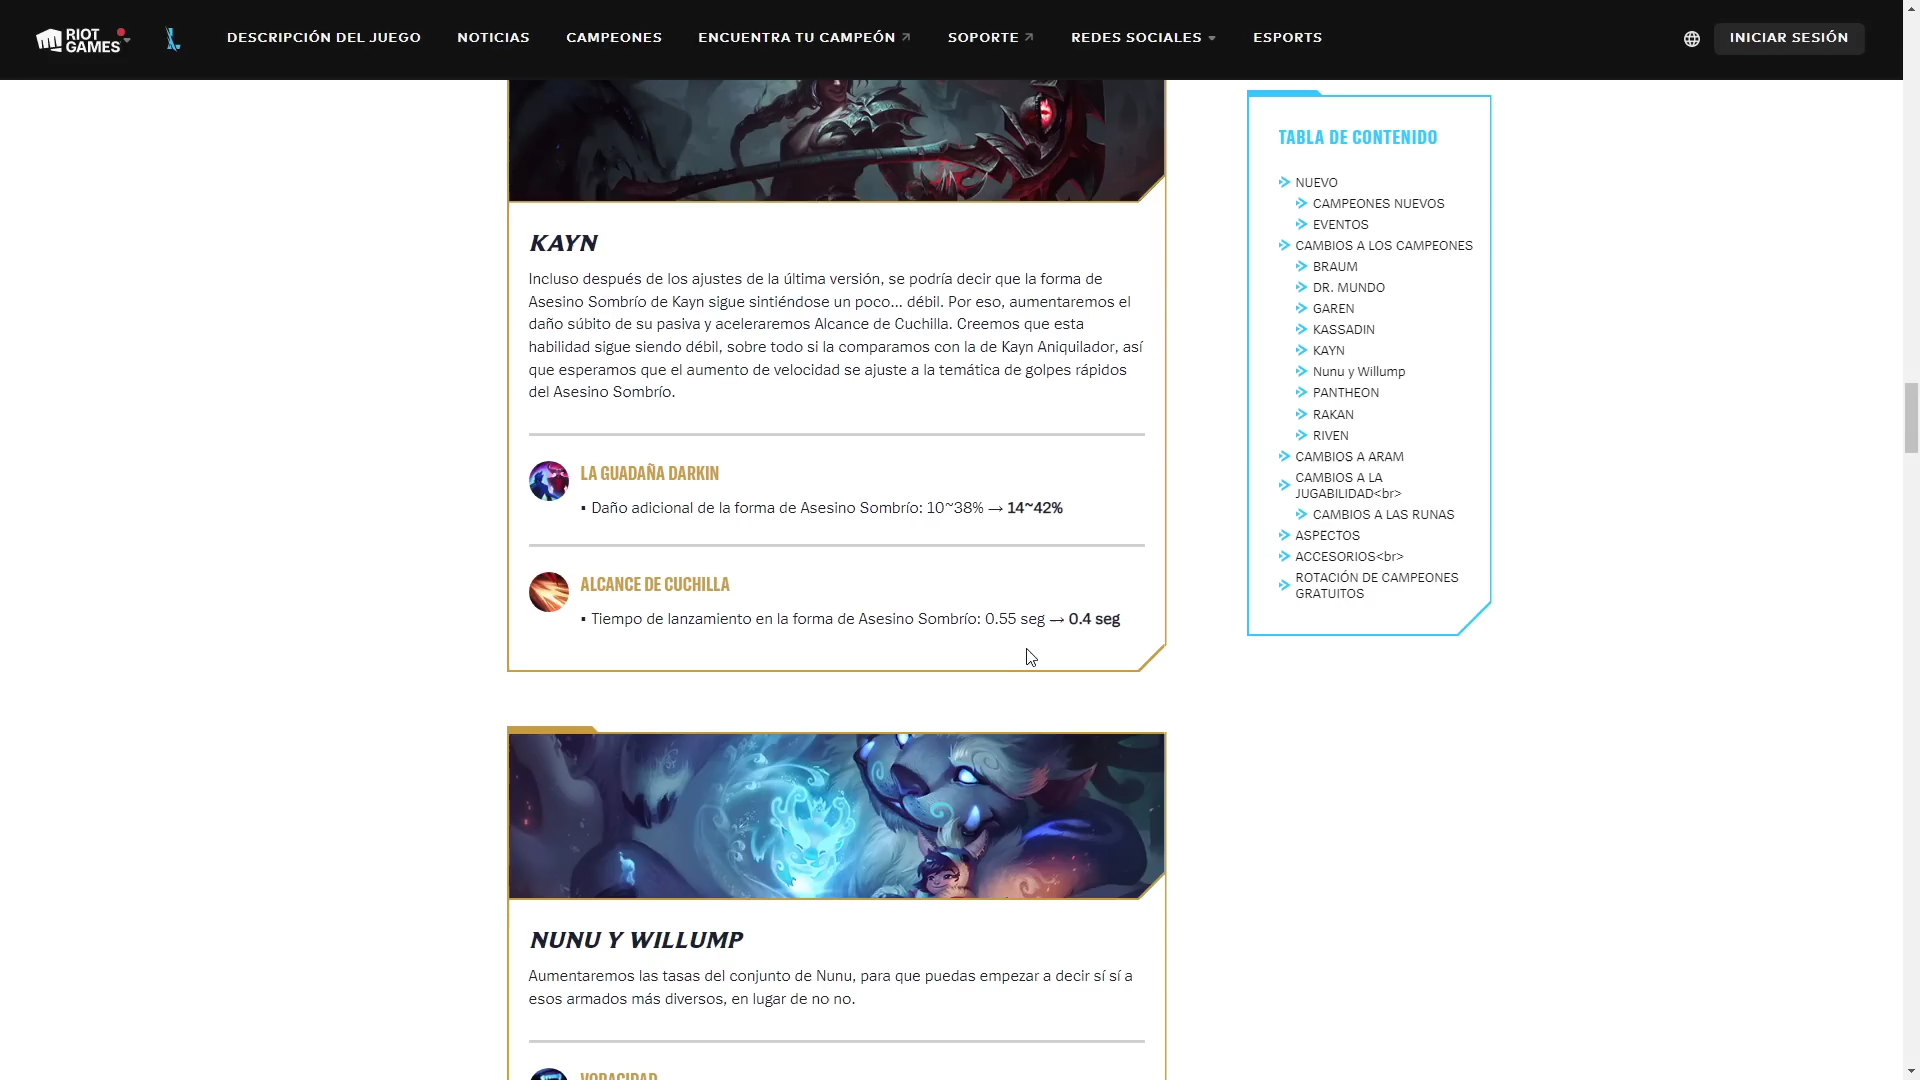 RIOT
GAMES
DESCRIPCIÓN DEL JUEGO
NOTICIAS
CAMPEONES
ENCUENTRA TU CAMPEÓN
SOPORTE
REDES SOCIALES
ESPORTS
INICIAR SESIÓN
KAYN
Incluso después de los ajustes de la última versión, se podría decir que la forma de
Asesino Sombrío de Kayn sigue sintiéndose un poco... débil. Por eso, aumentaremos el
daño súbito de su pasiva y aceleraremos Alcance de Cuchilla. Creemos que esta
habilidad sigue siendo débil, sobre todo si la comparamos con la de Kayn Aniquilador, así
que esperamos que el aumento de velocidad se ajuste a la temática de golpes rápidos
del Asesino Sombrío.
LA GUADAÑA DARKIN
▪ Daño adicional de la forma de Asesino Sombrío: 10~38% → 14~42%
ALCANCE DE CUCHILLA
▪ Tiempo de lanzamiento en la forma de Asesino Sombrío: 0.55 seg → 0.4 seg
NUNU Y WILLUMP
Aumentaremos las tasas del conjunto de Nunu, para que puedas empezar a decir sí sí a
esos armados más diversos, en lugar de no no.
VORACIDAD
TABLA DE CONTENIDO
NUEVO
CAMPEONES NUEVOS
EVENTOS
CAMBIOS A LOS CAMPEONES
BRAUM
DR. MUNDO
GAREN
KASSADIN
KAYN
Nunu y Willump
PANTHEON
RAKAN
RIVEN
CAMBIOS A ARAM
CAMBIOS A LA
JUGABILIDAD<br>
CAMBIOS A LAS RUNAS
ASPECTOS
ACCESORIOS<br>
ROTACIÓN DE CAMPEONES
GRATUITOS